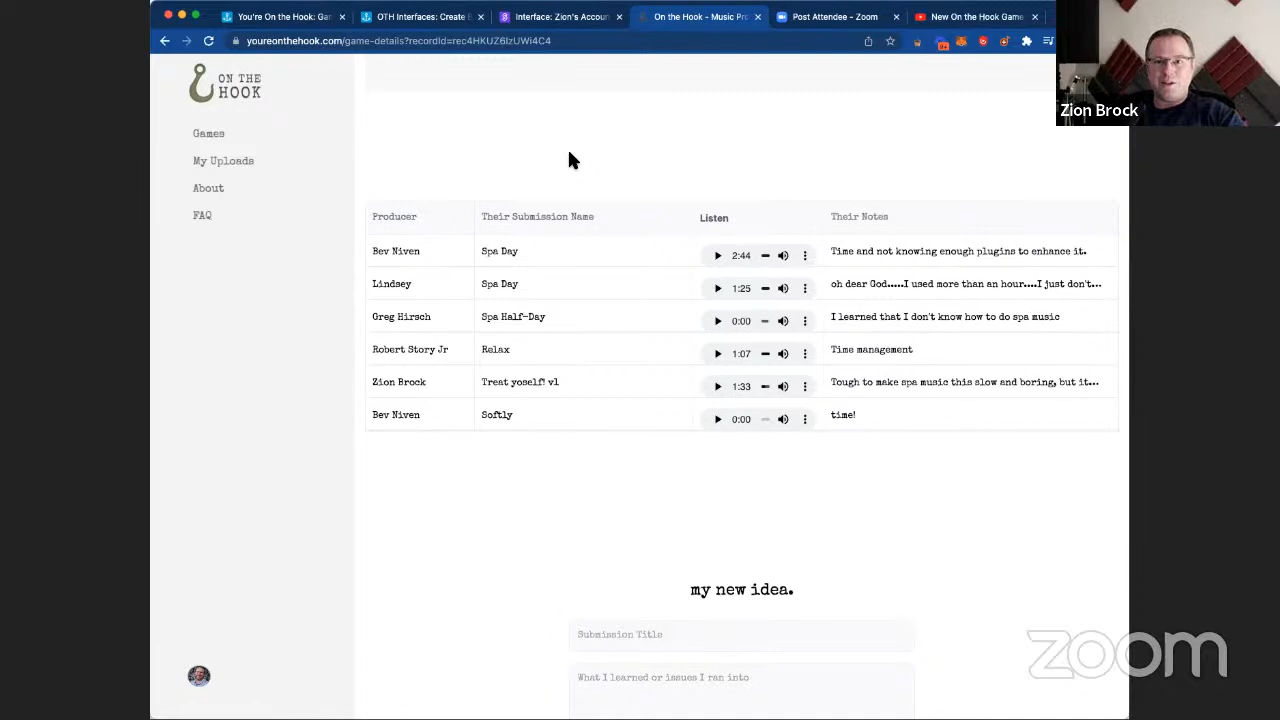 You're On the Hook: Gar
OTH Interfaces: Create
Interface: Zion's Accoun
On the Hook - Music Pro
Post Attendee - Zoom
New On the Hook Game
youreonthehook.com/game-details?recordId=rec4HKUZ6IzUWi4C4
Zion Brock
ON THE
HOOK
Games
My Uploads
About
FAQ
Producer Their Submission Name Listen Their Notes
Bev Niven Spa Day 2:44 Time and not knowing enough plugins to enhance it.
Lindsey Spa Day 1:25 oh dear God.....I used more than an hour....I just don't...
Greg Hirsch Spa Half-Day 0:00 I learned that I don't know how to do spa music
Robert Story Jr Relax 1:07 Time management
Zion Brock Treat yoself! v1 1:33 Tough to make spa music this slow and boring, but it...
Bev Niven Softly 0:00 time!
my new idea.
Submission Title
What I learned or issues I ran into
zoom